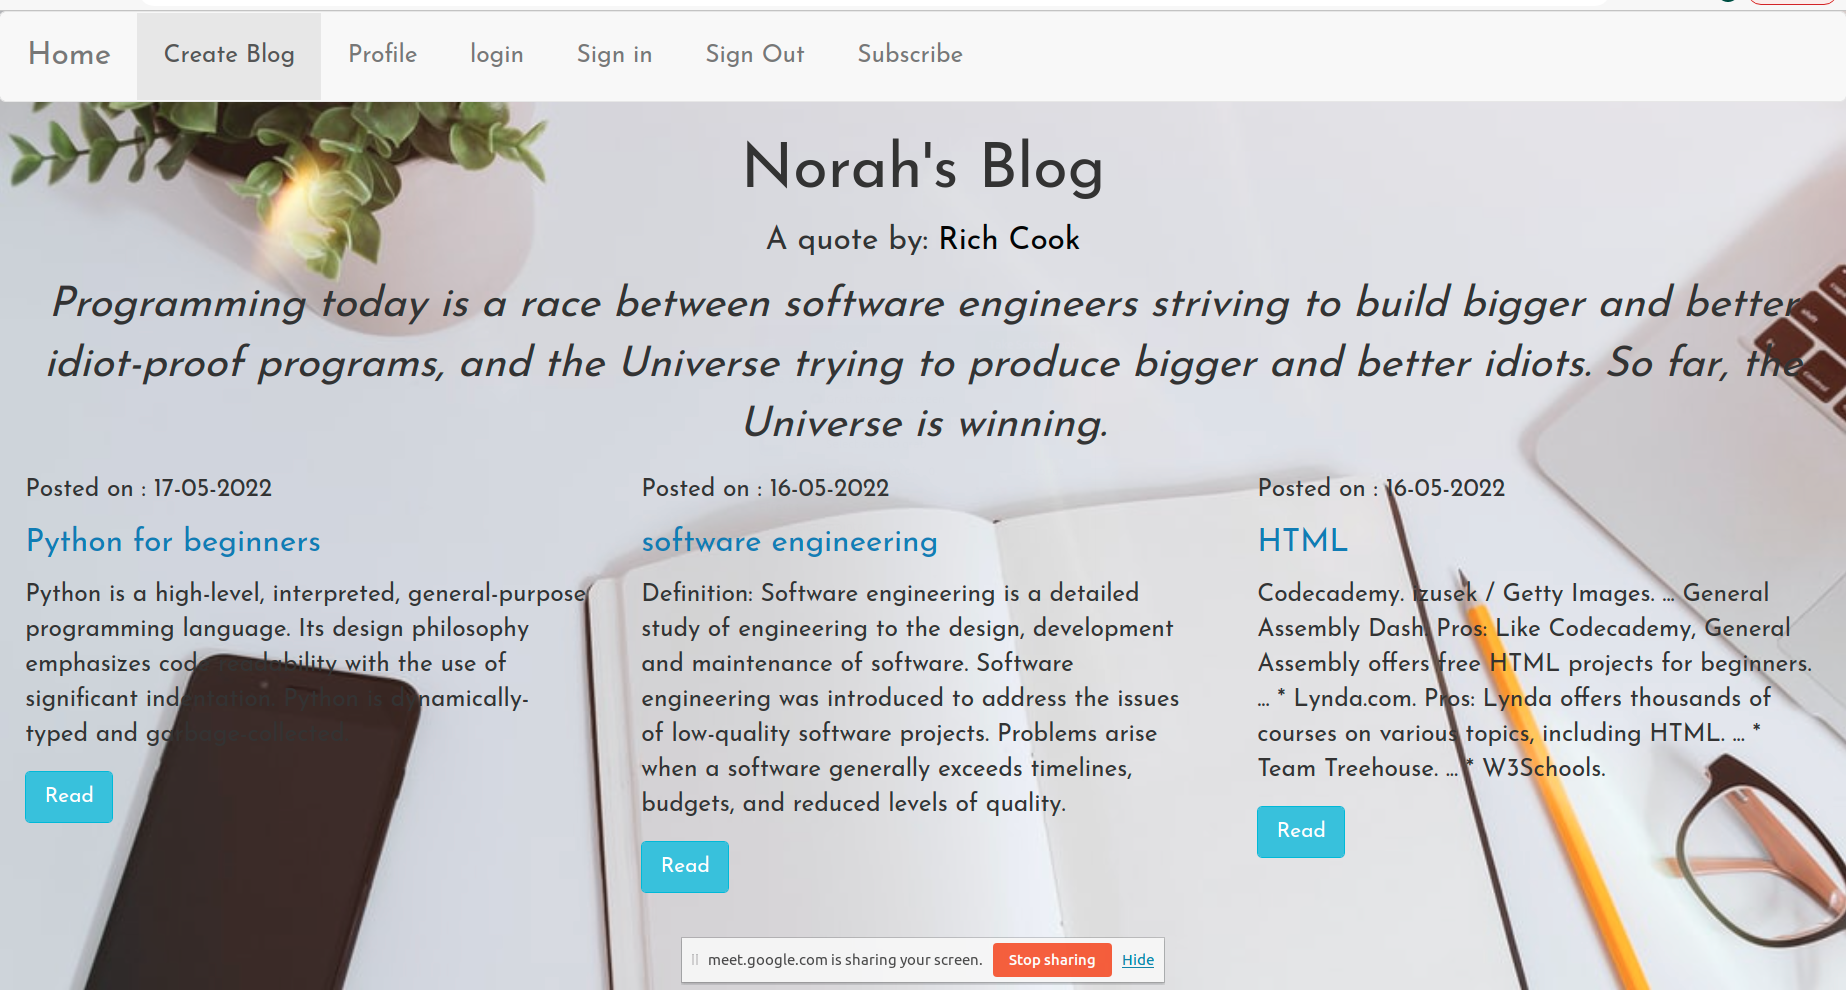 Home Create Blog Profile login Sign in Sign Out Subscribe
Norah's Blog
A quote by: Rich Cook
Programming today is a race between software engineers striving to build bigger and better
idiot-proof programs, and the Universe trying to produce bigger and better idiots. So far, the
Universe is winning.
Posted on : 17-05-2022
Python for beginners
Python is a high-level, interpreted, general-purpose
programming language. Its design philosophy
emphasizes code readability with the use of
significant indentation. Python is dynamically-
typed and garbage-collected.
Read
Posted on : 16-05-2022
software engineering
Definition: Software engineering is a detailed
study of engineering to the design, development
and maintenance of software. Software
engineering was introduced to address the issues
of low-quality software projects. Problems arise
when a software generally exceeds timelines,
budgets, and reduced levels of quality.
Read
Posted on : 16-05-2022
HTML
Codecademy. izusek / Getty Images. ... General
Assembly Dash. Pros: Like Codecademy, General
Assembly offers free HTML projects for beginners.
... * Lynda.com. Pros: Lynda offers thousands of
courses on various topics, including HTML. ... *
Team Treehouse. ... * W3Schools.
Read
meet.google.com is sharing your screen. Stop sharing Hide